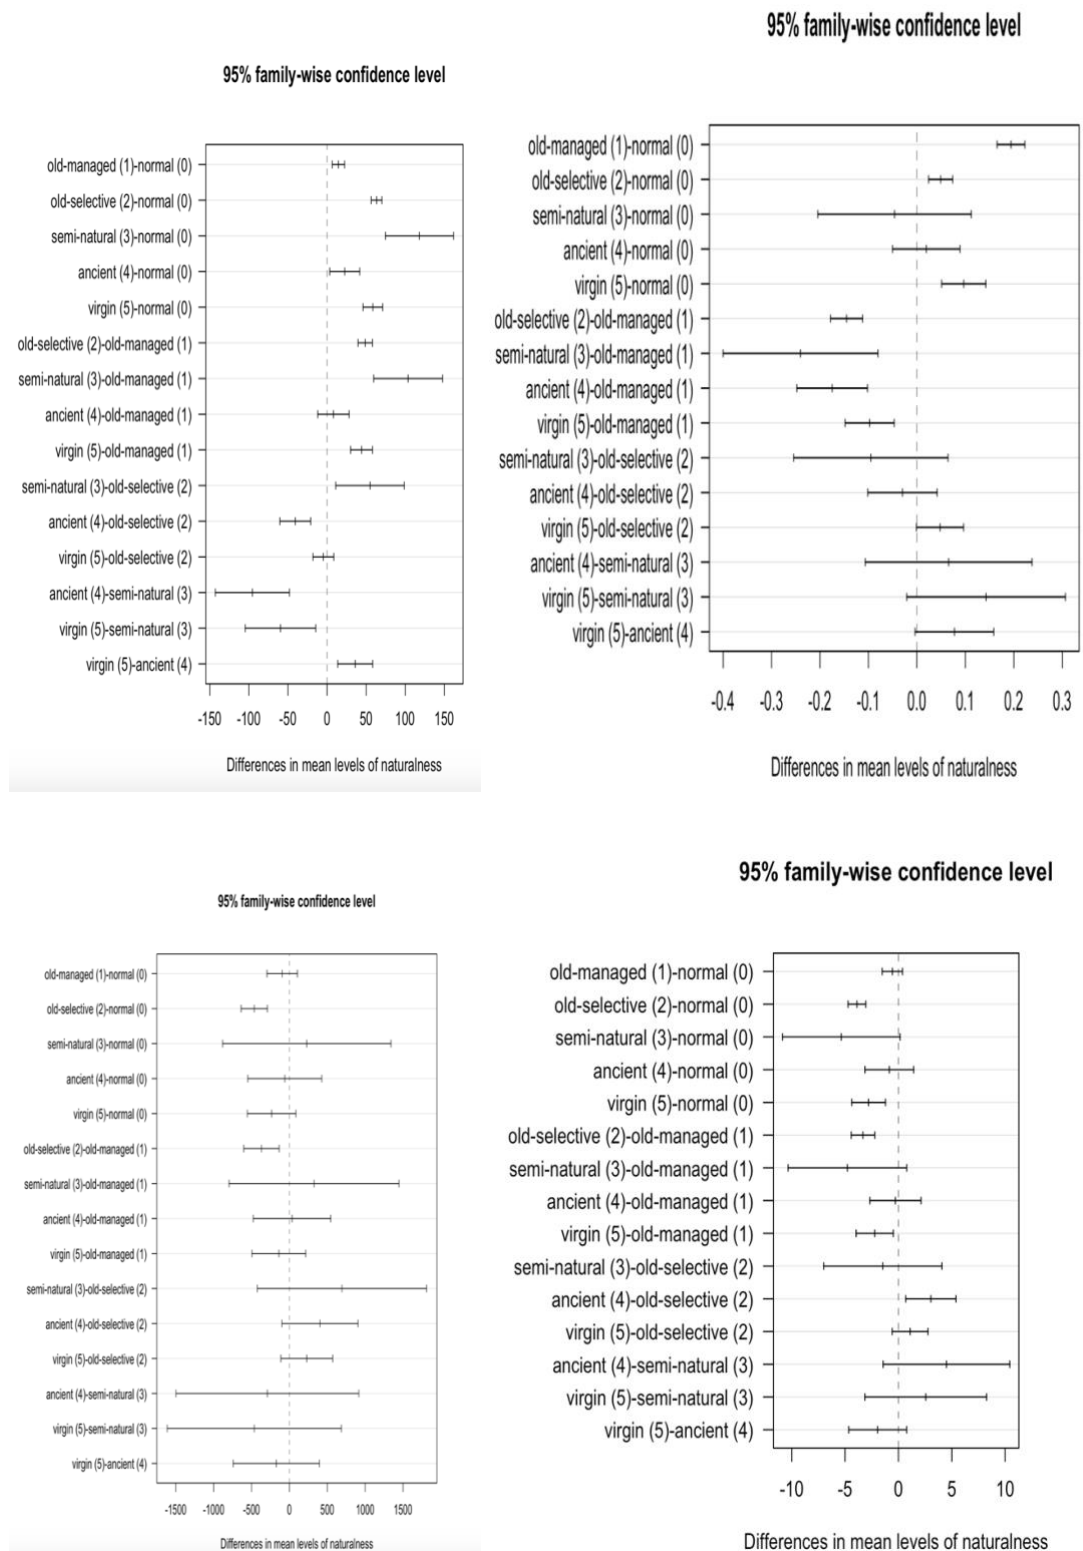 95% family-wise confidence level
old-managed (1)-normal (0)
old-selective (2)-normal (0)
semi-natural (3)-normal (0)
ancient (4)-normal (0)
virgin (5)-normal (0)
old-selective (2)-old-managed (1)
semi-natural (3)-old-managed (1)
ancient (4)-old-managed (1)
virgin (5)-old-managed (1)
semi-natural (3)-old-selective (2)
ancient (4)-old-selective (2)
virgin (5)-old-selective (2)
ancient (4)-semi-natural (3)
virgin (5)-semi-natural (3)
virgin (5)-ancient (4)
-150 -100 -50 0 50 100 150
Differences in mean levels of naturalness
95% family-wise confidence level
old-managed (1)-normal (0)
old-selective (2)-normal (0)
semi-natural (3)-normal (0)
ancient (4)-normal (0)
virgin (5)-normal (0)
old-selective (2)-old-managed (1)
semi-natural (3)-old-managed (1)
ancient (4)-old-managed (1)
virgin (5)-old-managed (1)
semi-natural (3)-old-selective (2)
ancient (4)-old-selective (2)
virgin (5)-old-selective (2)
ancient (4)-semi-natural (3)
virgin (5)-semi-natural (3)
virgin (5)-ancient (4)
-0.4 -0.3 -0.2 -0.1 0.0 0.1 0.2 0.3
Differences in mean levels of naturalness
95% family-wise confidence level
old-managed (1)-normal (0)
old-selective (2)-normal (0)
semi-natural (3)-normal (0)
ancient (4)-normal (0)
virgin (5)-normal (0)
old-selective (2)-old-managed (1)
semi-natural (3)-old-managed (1)
ancient (4)-old-managed (1)
virgin (5)-old-managed (1)
semi-natural (3)-old-selective (2)
ancient (4)-old-selective (2)
virgin (5)-old-selective (2)
ancient (4)-semi-natural (3)
virgin (5)-semi-natural (3)
virgin (5)-ancient (4)
-1500 -1000 -500 0 500 1000 1500
Differences in mean levels of naturalness
95% family-wise confidence level
old-managed (1)-normal (0)
old-selective (2)-normal (0)
semi-natural (3)-normal (0)
ancient (4)-normal (0)
virgin (5)-normal (0)
old-selective (2)-old-managed (1)
semi-natural (3)-old-managed (1)
ancient (4)-old-managed (1)
virgin (5)-old-managed (1)
semi-natural (3)-old-selective (2)
ancient (4)-old-selective (2)
virgin (5)-old-selective (2)
ancient (4)-semi-natural (3)
virgin (5)-semi-natural (3)
virgin (5)-ancient (4)
-10 -5 0 5 10
Differences in mean levels of naturalness